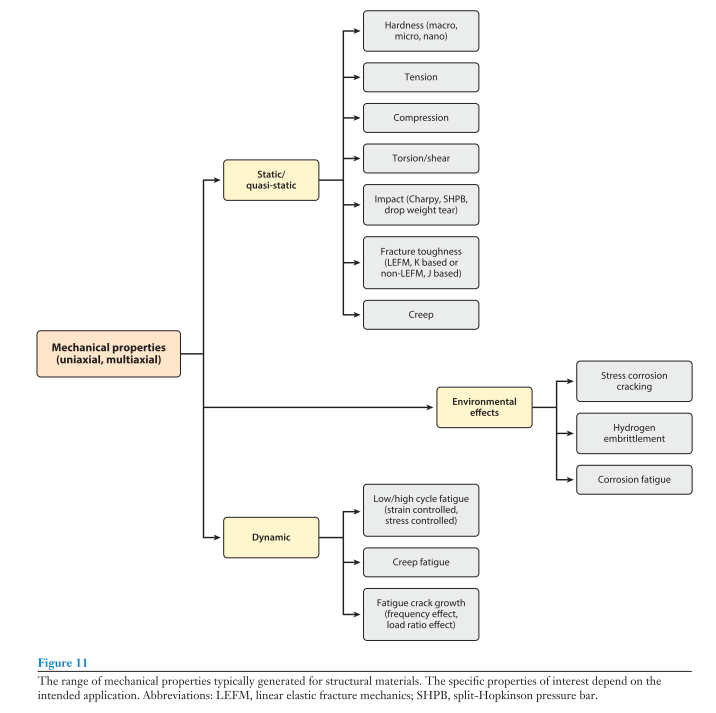 Hardness (macro,
micro, nano)
Tension
Compression
Torsion/shear
Static/
quasi-static
Impact (Charpy, SHPB,
drop weight tear)
Fracture toughness
(LEFM, K based or
non-LEFM, J based)
Creep
Mechanical properties
(uniaxial, multiaxial)
Environmental
effects
Stress corrosion
cracking
Hydrogen
embrittlement
Corrosion fatigue
Low/high cycle fatigue
(strain controlled,
stress controlled)
Dynamic
Creep fatigue
Fatigue crack growth
(frequency effect,
load ratio effect)
Figure 11
The range of mechanical properties typically generated for structural materials. The specific properties of interest depend on the
intended application. Abbreviations: LEFM, linear elastic fracture mechanics; SHPB, split-Hopkinson pressure bar.